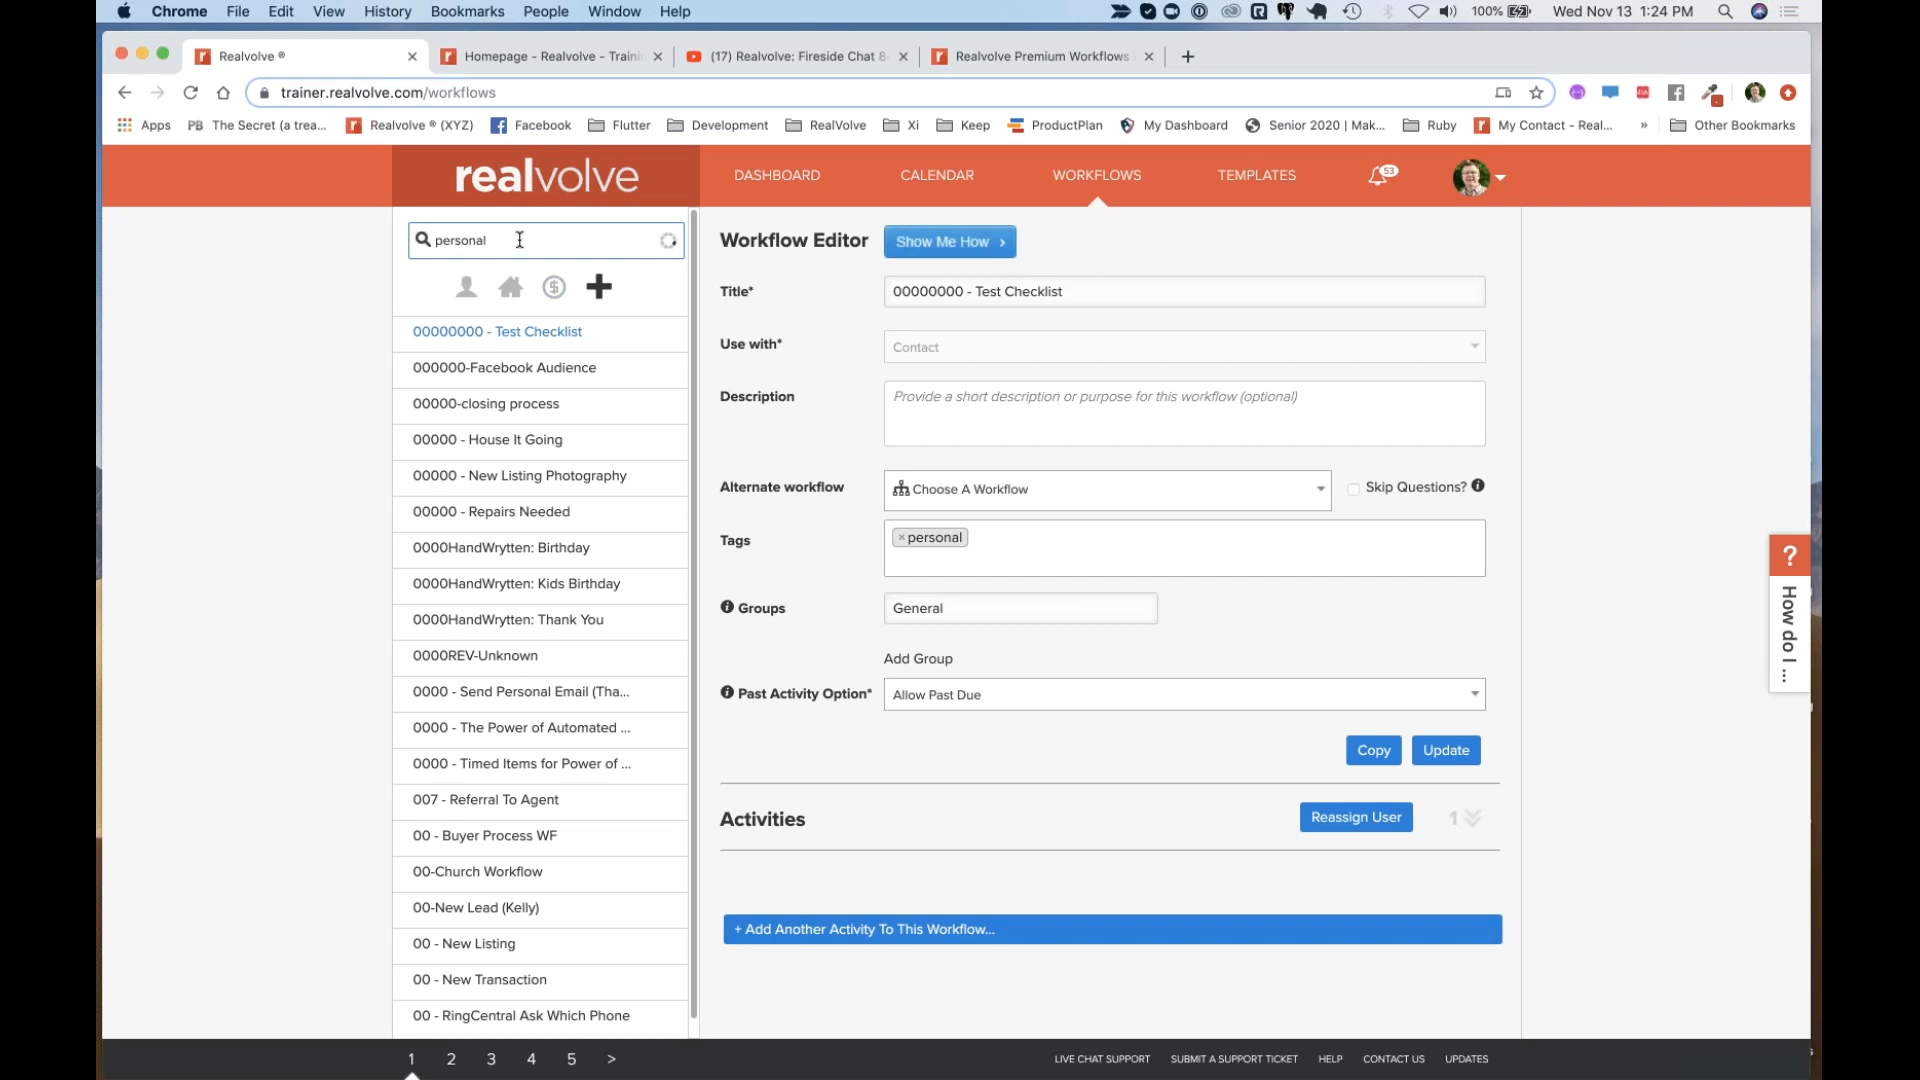 Chrome File Edit View History Bookmarks People Window Help 100% Wed Nov 13 1:24 PM
Realvolve ® Homepage - Realvolve - Traini (17) Realvolve: Fireside Chat 8- Realvolve Premium Workflows
trainer.realvolve.com/workflows
Apps PB The Secret (a trea... Realvolve ® (XYZ) Facebook Flutter Development RealVolve Xi Keep ProductPlan My Dashboard Senior 2020 | Mak... Ruby My Contact - Real... » Other Bookmarks
realvolve DASHBOARD CALENDAR WORKFLOWS TEMPLATES 53
personal
00000000 - Test Checklist
000000-Facebook Audience
00000-closing process
00000 - House It Going
00000 - New Listing Photography
00000 - Repairs Needed
0000HandWrytten: Birthday
0000HandWrytten: Kids Birthday
0000HandWrytten: Thank You
0000REV-Unknown
0000 - Send Personal Email (Tha...
0000 - The Power of Automated ...
0000 - Timed Items for Power of ...
007 - Referral To Agent
00 - Buyer Process WF
00-Church Workflow
00-New Lead (Kelly)
00 - New Listing
00 - New Transaction
00 - RingCentral Ask Which Phone
Workflow Editor Show Me How ›
Title* 00000000 - Test Checklist
Use with* Contact
Description Provide a short description or purpose for this workflow (optional)
Alternate workflow Choose A Workflow Skip Questions?
Tags × personal
Groups General
Add Group
Past Activity Option* Allow Past Due
Copy Update
Activities Reassign User 1
+ Add Another Activity To This Workflow...
? How do I ...
1 2 3 4 5 > LIVE CHAT SUPPORT SUBMIT A SUPPORT TICKET HELP CONTACT US UPDATES